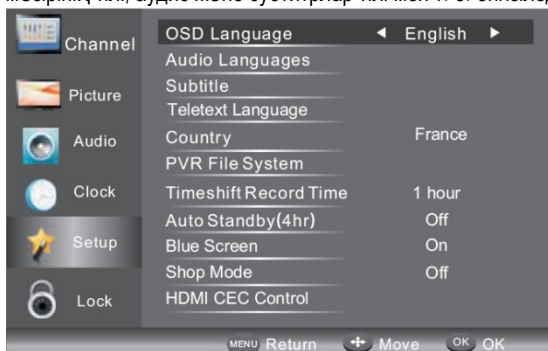 Channel
Picture
Audio
Clock
Setup
Lock
OSD Language English
Audio Languages
Subtitle
Teletext Language
Country France
PVR File System
Timeshift Record Time 1 hour
Auto Standby(4hr) Off
Blue Screen On
Shop Mode Off
HDMI CEC Control
MENU Return Move OK OK